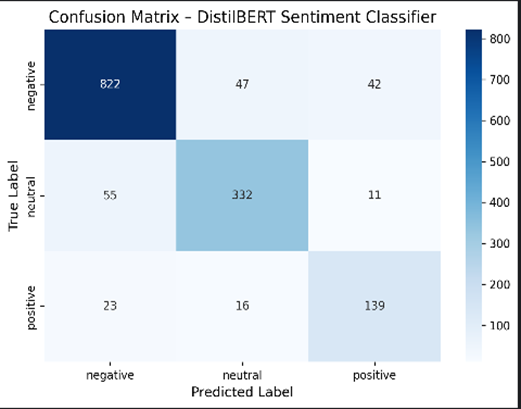 Confusion Matrix – DistilBERT Sentiment Classifier
True Label
negative
822 47 42
neutral
55 332 11
positive
23 16 139
negative neutral positive
Predicted Label
800
700
600
500
400
300
200
100